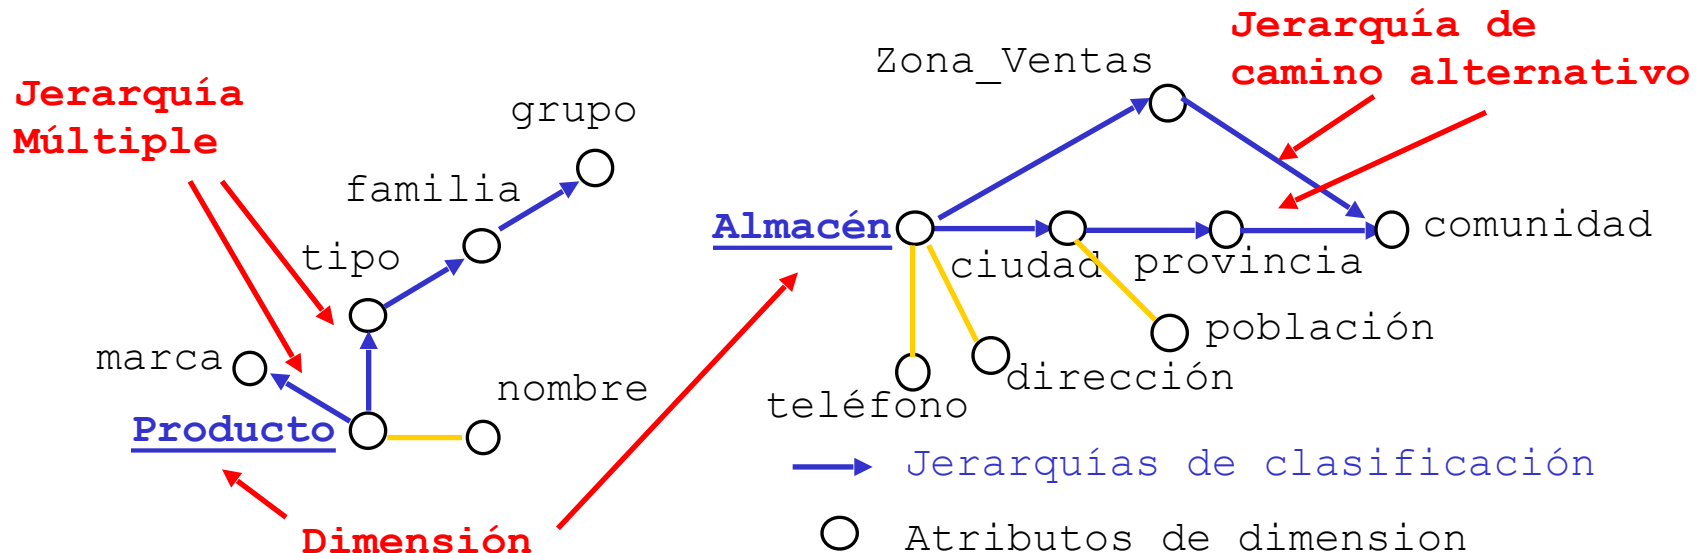 Jerarquía de
camino alternativo
Zona_Ventas
Jerarquía
Múltiple
grupo
familia
Almacén
comunidad
tipo
ciudad
provincia
población
marca
nombre
dirección
teléfono
Producto
Jerarquías de clasificación
Dimensión
Atributos de dimension